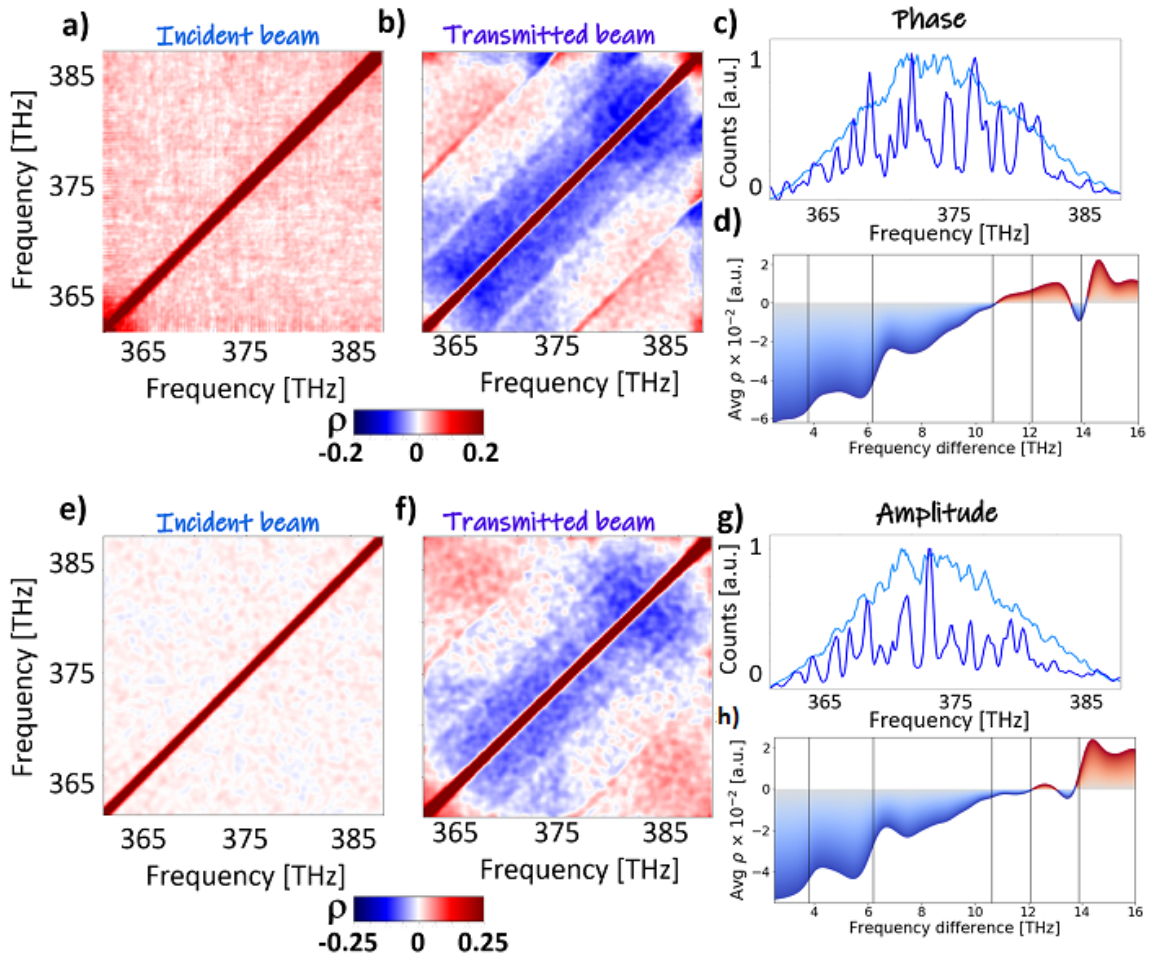 a) Incident beam
385
375
365
Frequency [THz]
365 375 385
Frequency [THz]
b) Transmitted beam
365 375 385
Frequency [THz]
ρ
-0.2 0 0.2
c) Phase
1
0
Counts [a.u.]
365 375 385
Frequency [THz]
d)
2
0
−2
−4
−6
Avg ρ × 10⁻² [a.u.]
4 6 8 10 12 14 16
Frequency difference [THz]
e) Incident beam
385
375
365
Frequency [THz]
365 375 385
Frequency [THz]
f) Transmitted beam
365 375 385
Frequency [THz]
ρ
-0.25 0 0.25
g) Amplitude
1
0
Counts [a.u.]
365 375 385
Frequency [THz]
h)
2
0
−2
−4
Avg ρ × 10⁻² [a.u.]
4 6 8 10 12 14 16
Frequency difference [THz]